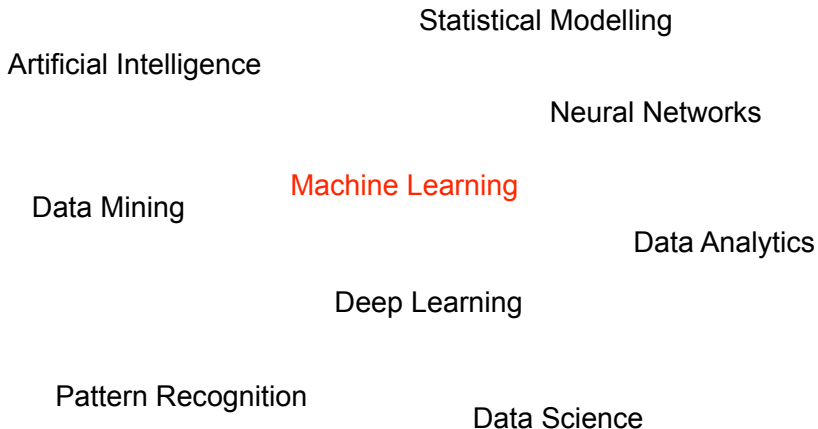 Statistical Modelling
Artificial Intelligence
Neural Networks
Machine Learning
Data Mining
Data Analytics
Deep Learning
Pattern Recognition
Data Science